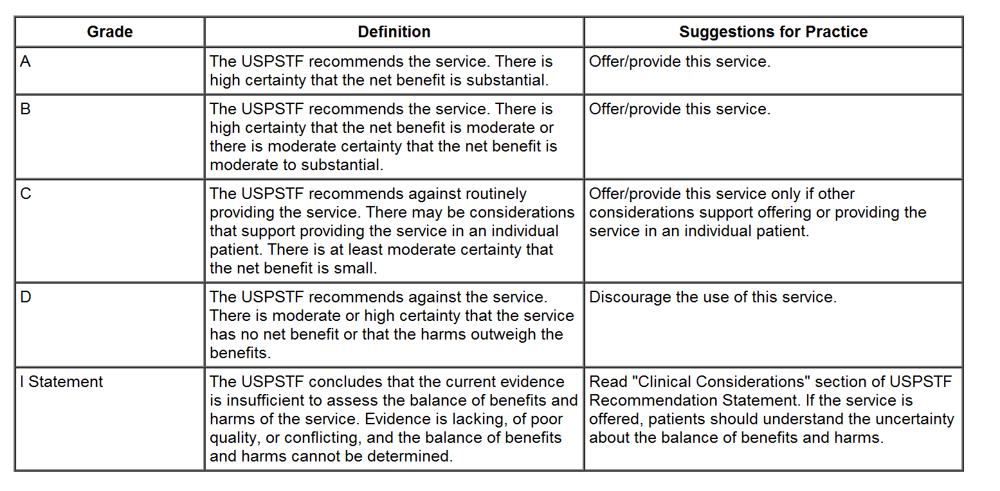 Grade
Definition
Suggestions for Practice
A
The USPSTF recommends the service. There is
high certainty that the net benefit is substantial.
Offer/provide this service.
B
The USPSTF recommends the service. There is
high certainty that the net benefit is moderate or
there is moderate certainty that the net benefit is
moderate to substantial.
Offer/provide this service.
C
The USPSTF recommends against routinely
providing the service. There may be considerations
that support providing the service in an individual
patient. There is at least moderate certainty that
the net benefit is small.
Offer/provide this service only if other
considerations support offering or providing the
service in an individual patient.
D
The USPSTF recommends against the service.
There is moderate or high certainty that the service
has no net benefit or that the harms outweigh the
benefits.
Discourage the use of this service.
I Statement
The USPSTF concludes that the current evidence
is insufficient to assess the balance of benefits and
harms of the service. Evidence is lacking, of poor
quality, or conflicting, and the balance of benefits
and harms cannot be determined.
Read "Clinical Considerations" section of USPSTF
Recommendation Statement. If the service is
offered, patients should understand the uncertainty
about the balance of benefits and harms.